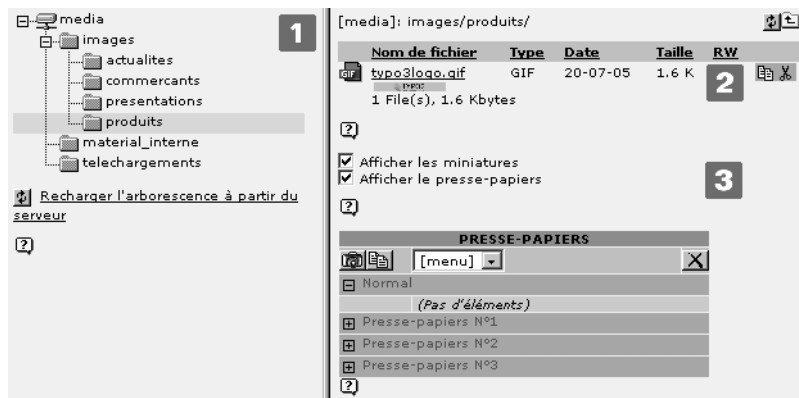 media
1
images
actualites
commercants
presentations
produits
material_interne
telechargements
Recharger l'arborescence à partir du
serveur
[media]: images/produits/
Nom de fichier Type Date Taille RW
GIF typo3logo.gif GIF 20-07-05 1.6 K
2
TYPO3
1 File(s), 1.6 Kbytes
?
Afficher les miniatures
Afficher le presse-papiers
3
?
PRESSE-PAPIERS
[menu]
Normal
(Pas d'éléments)
Presse-papiers N°1
Presse-papiers N°2
Presse-papiers N°3
?